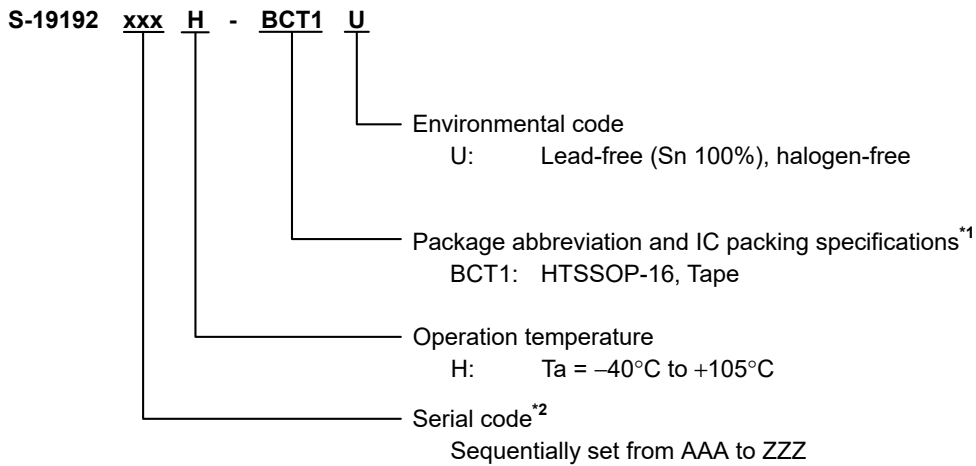 S-19192 xxx H - BCT1 U
Environmental code
U: Lead-free (Sn 100%), halogen-free
Package abbreviation and IC packing specifications*1
BCT1: HTSSOP-16, Tape
Operation temperature
H: Ta = −40°C to +105°C
Serial code*2
Sequentially set from AAA to ZZZ